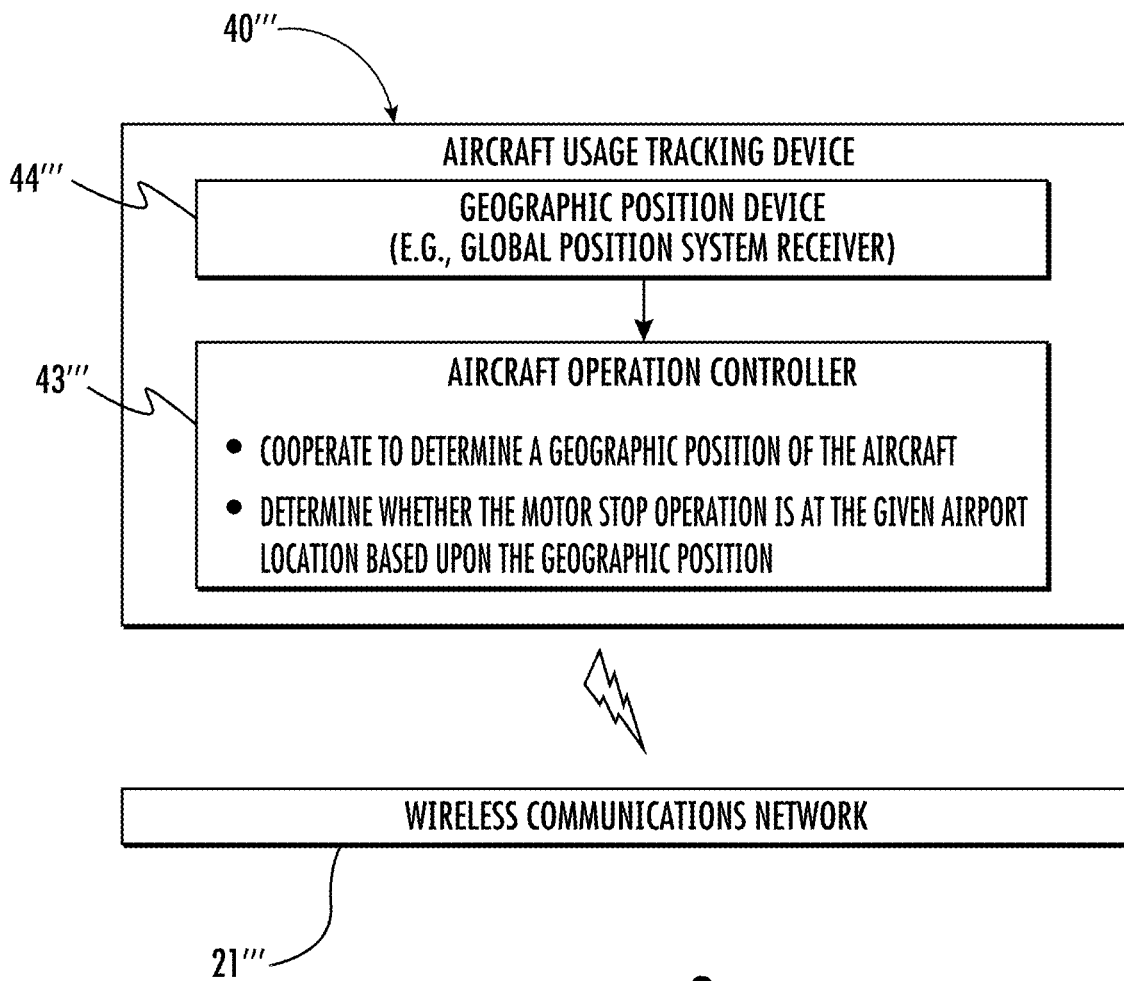 40'''
AIRCRAFT USAGE TRACKING DEVICE
44'''
GEOGRAPHIC POSITION DEVICE
(E.G., GLOBAL POSITION SYSTEM RECEIVER)
43'''
AIRCRAFT OPERATION CONTROLLER
• COOPERATE TO DETERMINE A GEOGRAPHIC POSITION OF THE AIRCRAFT
• DETERMINE WHETHER THE MOTOR STOP OPERATION IS AT THE GIVEN AIRPORT
LOCATION BASED UPON THE GEOGRAPHIC POSITION
WIRELESS COMMUNICATIONS NETWORK
21'''